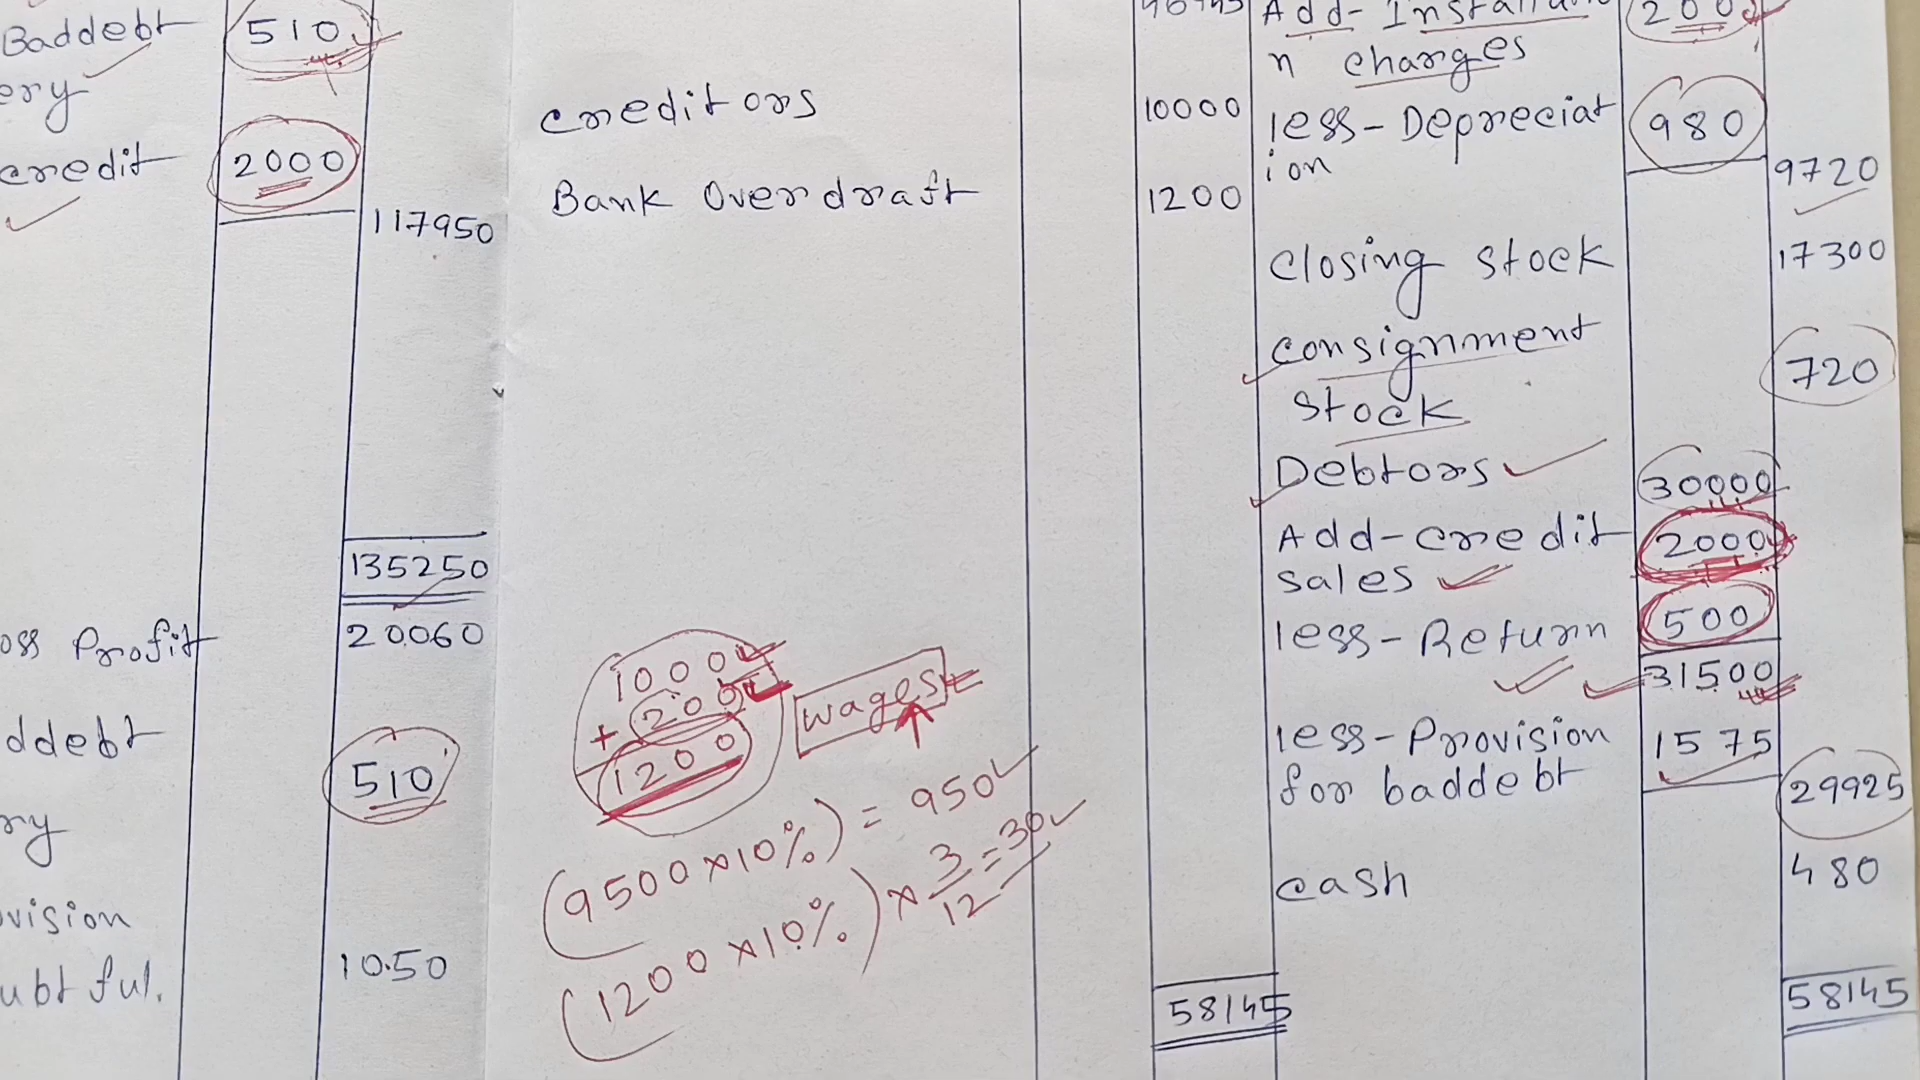 Baddebt 510
ery
credit 2000
117950
135250
oss Profit 20060
ddebt
510
ry
vision
ubtful. 1050
creditors 10000
Bank Overdraft 1200
1000
+ 200
1200
wages
(9500×10%) = 950
(1200×10%) × 3/12 = 30
58145
Add- 200
n charges
less-Depreciat 980
ion 9720
Closing stock 17300
consignment
stock 720
Debtors 30000
Add-credit 2000
sales
less-Return 500
31500
less-Provision 1575
for baddebt 29925
cash 480
58145